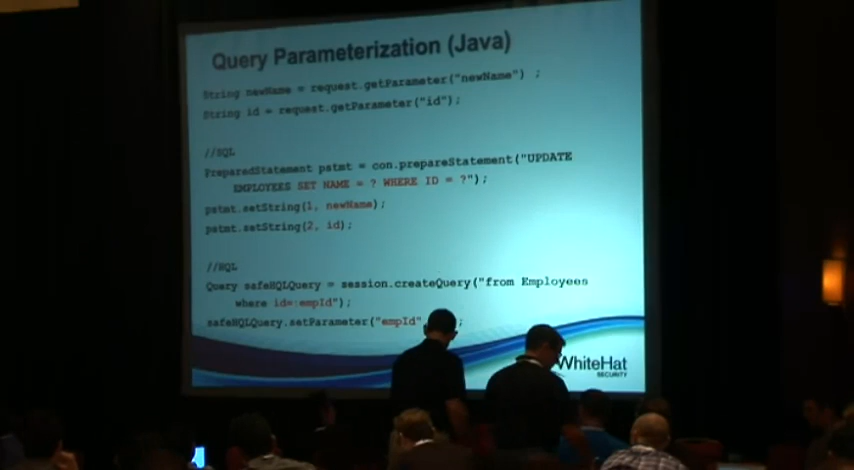 Query Parameterization (Java)
String newName = request.getParameter("newName") ;
String id = request.getParameter("id");
//SQL
PreparedStatement pstmt = con.prepareStatement("UPDATE
EMPLOYEES SET NAME = ? WHERE ID = ?");
pstmt.setString(1, newName);
pstmt.setString(2, id);
//HQL
Query safeHQLQuery = session.createQuery("from Employees
where id=:empId");
safeHQLQuery.setParameter("empId" ;
WhiteHat
SECURITY